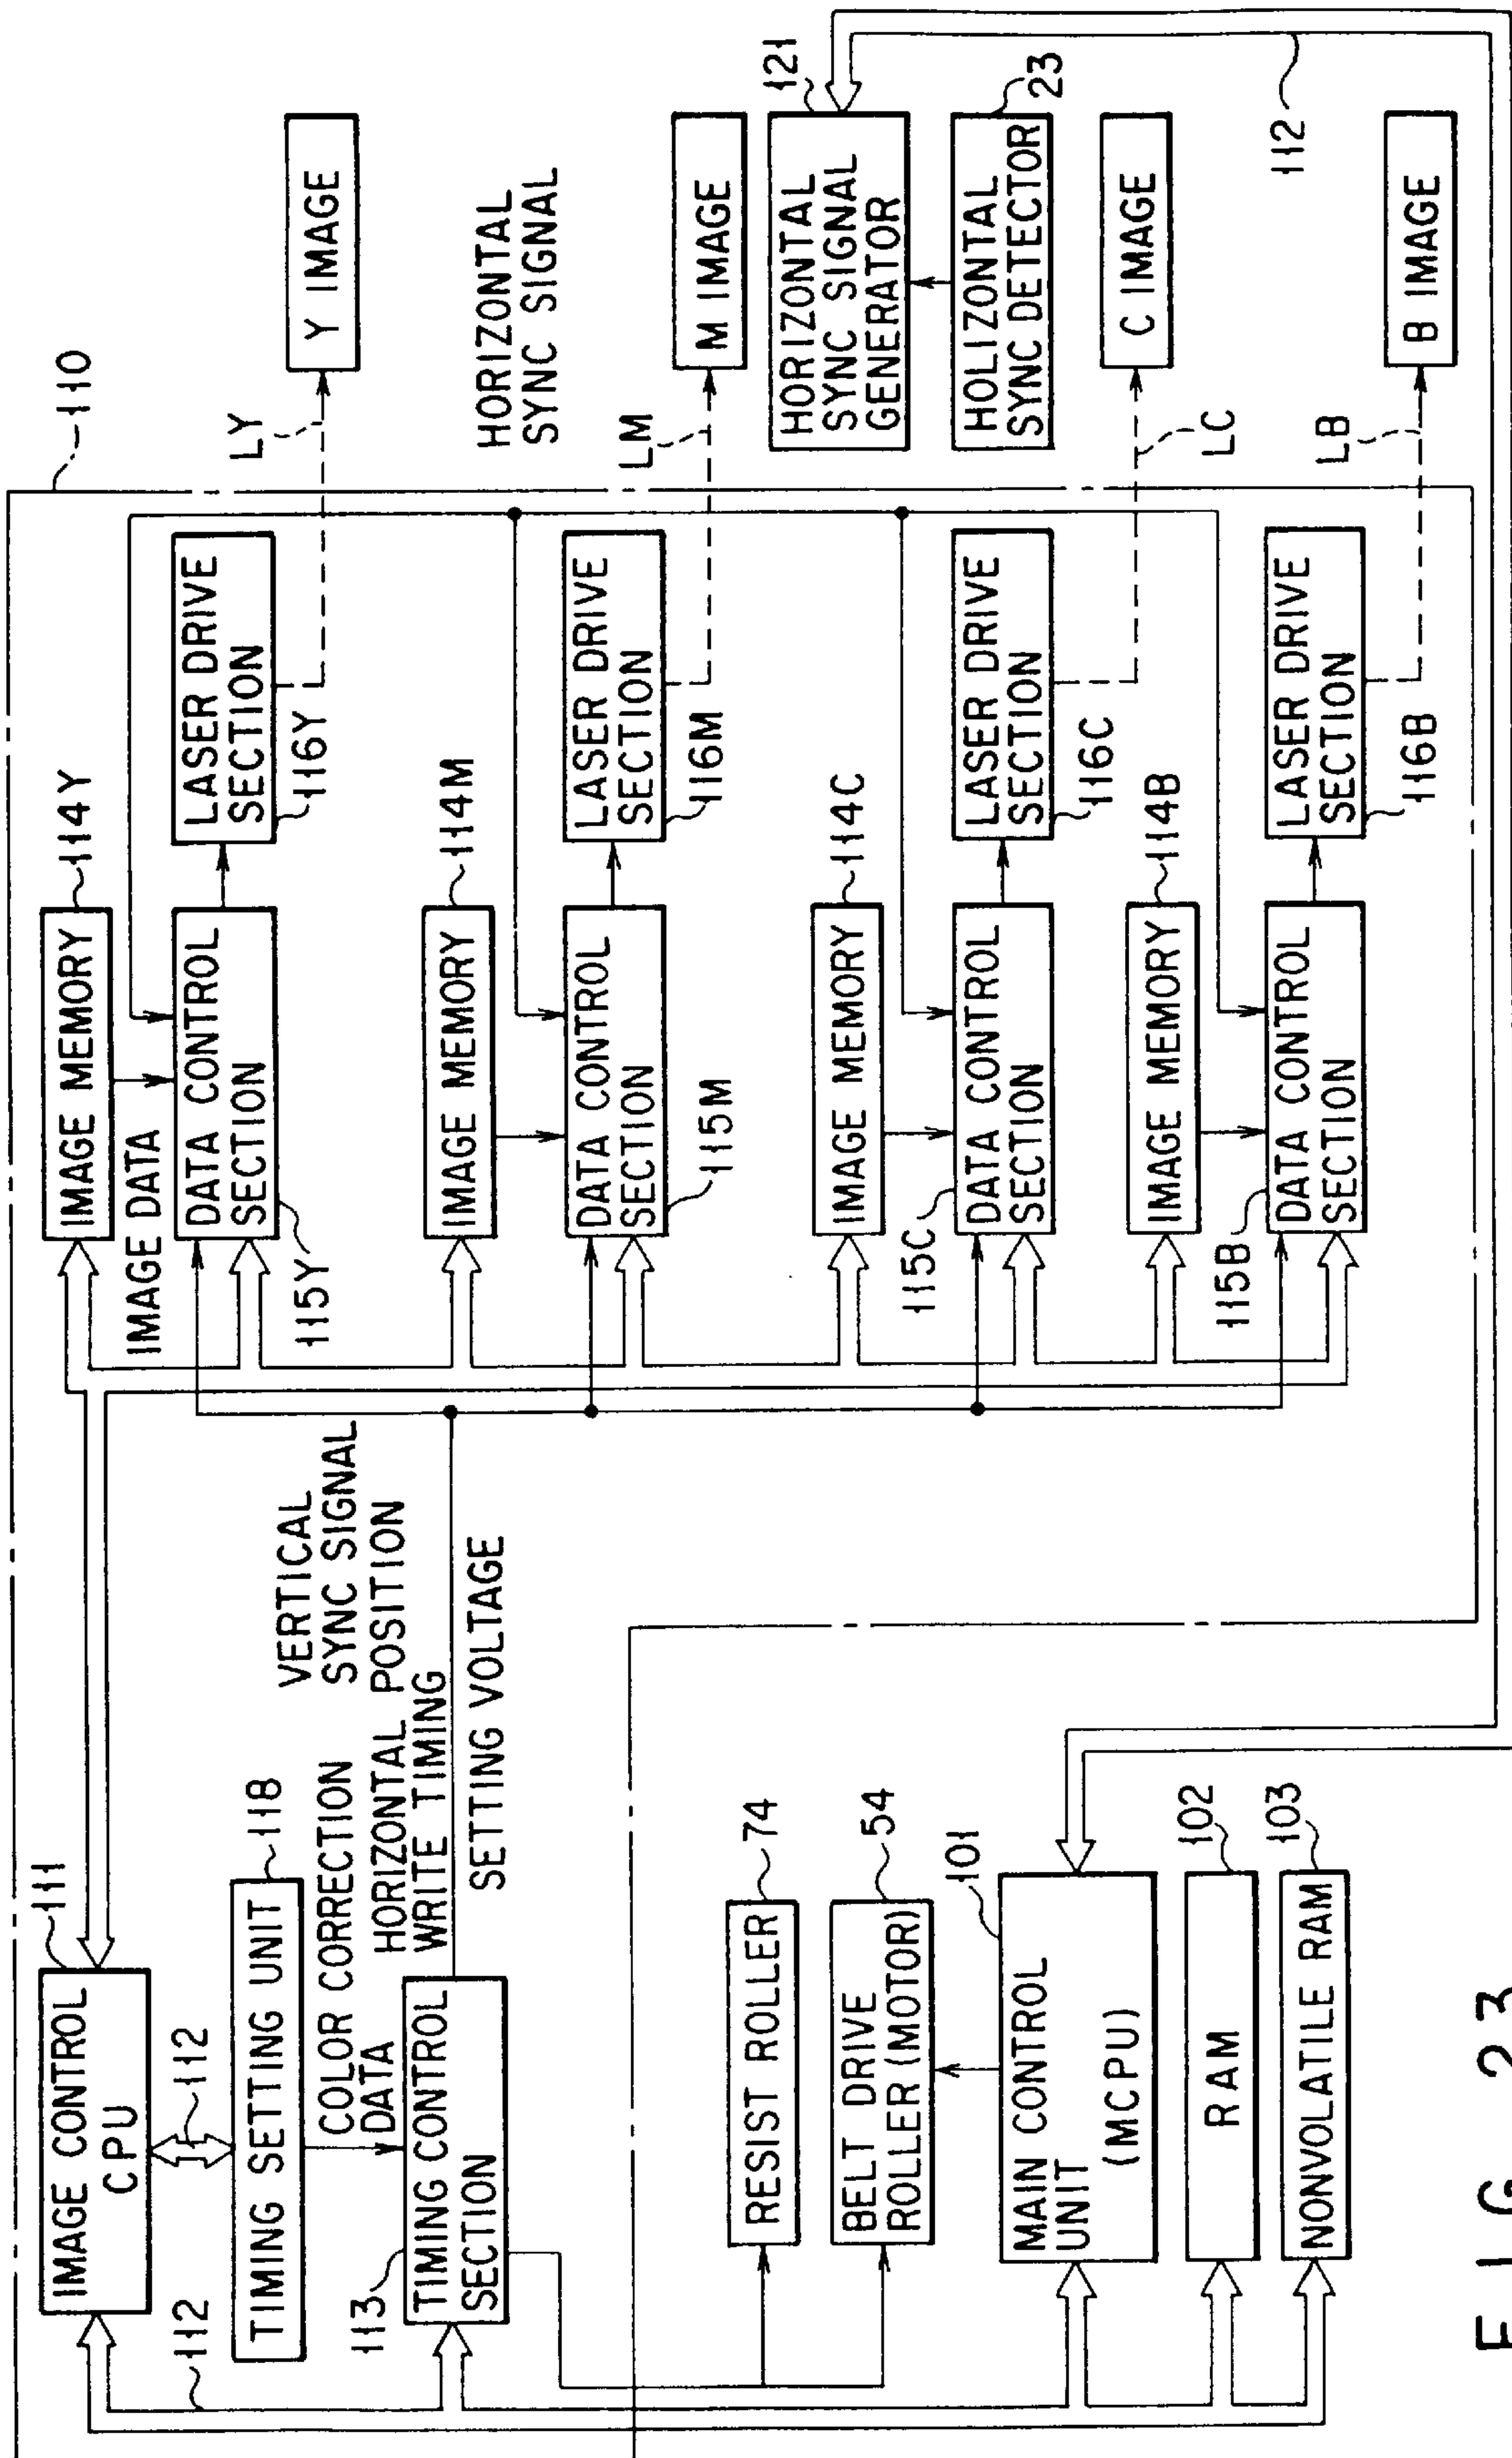 111
IMAGE CONTROL
CPU
112
112
TIMING SETTING UNIT
118
COLOR CORRECTION
DATA
113
TIMING CONTROL
SECTION
VERTICAL
SYNC SIGNAL
HORIZONTAL POSITION
WRITE TIMING
SETTING VOLTAGE
RESIST ROLLER
74
BELT DRIVE
ROLLER (MOTOR)
54
101
MAIN CONTROL
UNIT
(MCPU)
RAM
102
NONVOLATILE RAM
103
IMAGE MEMORY
114Y
IMAGE DATA
DATA CONTROL
SECTION
115Y
LASER DRIVE
SECTION
116Y
IMAGE MEMORY
114M
DATA CONTROL
SECTION
115M
LASER DRIVE
SECTION
116M
IMAGE MEMORY
114C
115C
DATA CONTROL
SECTION
LASER DRIVE
SECTION
116C
IMAGE MEMORY
114B
115B
DATA CONTROL
SECTION
LASER DRIVE
SECTION
116B
110
LY
Y IMAGE
HORIZONTAL
SYNC SIGNAL
LM
M IMAGE
121
HORIZONTAL
SYNC SIGNAL
GENERATOR
HOLIZONTAL
SYNC DETECTOR
23
LC
C IMAGE
LB
B IMAGE
112
FIG. 23